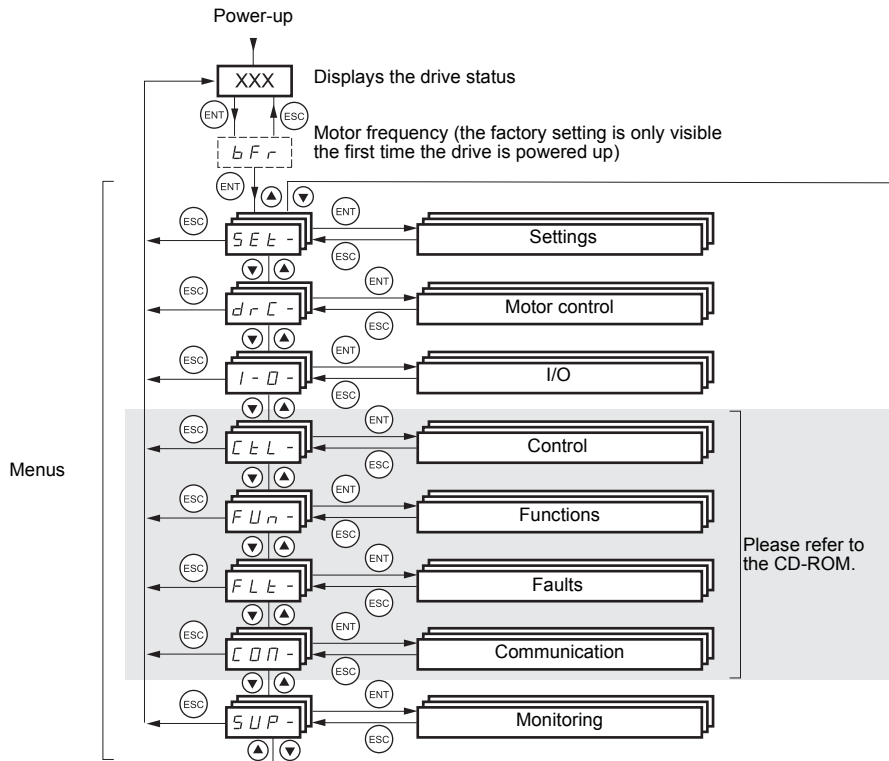 Power-up
XXX Displays the drive status
ENT ESC
Motor frequency (the factory setting is only visible
the first time the drive is powered up)
bFr
ENT
ESC SEt - ENT Settings
ESC
ESC drC - ENT Motor control
ESC
ESC I-O- ENT I/O
ESC
ESC CtL - ENT Control
ESC
Menus
ESC FUn - ENT Functions
ESC
Please refer to
the CD-ROM.
ESC FLt - ENT Faults
ESC
ESC COM - ENT Communication
ESC
ESC SUP - ENT Monitoring
ESC